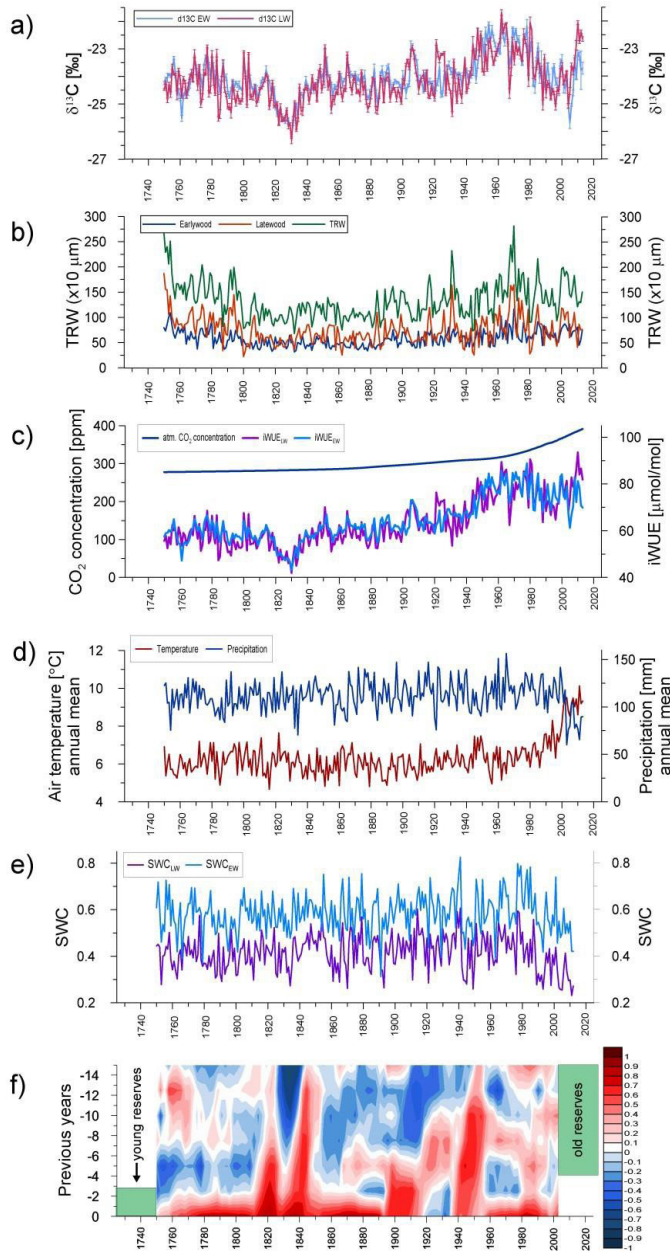 a)
d13C EW d13C LW
δ¹³C [‰]
-23
-25
-27
δ¹³C [‰]
-23
-25
-27
1740 1760 1780 1800 1820 1840 1860 1880 1900 1920 1940 1960 1980 2000 2020
b)
Earlywood Latewood TRW
TRW (x10 µm)
300
250
200
150
100
50
0
TRW (x10 µm)
300
250
200
150
100
50
0
1740 1760 1780 1800 1820 1840 1860 1880 1900 1920 1940 1960 1980 2000 2020
c)
atm. CO₂ concentration iWUE_LW iWUE_EW
CO₂ concentration [ppm]
400
300
200
100
0
iWUE [µmol/mol]
100
80
60
40
1740 1760 1780 1800 1820 1840 1860 1880 1900 1920 1940 1960 1980 2000 2020
d)
Temperature Precipitation
Air temperature [°C]
annual mean
12
10
8
6
4
Precipitation [mm]
annual mean
150
100
50
0
1740 1760 1780 1800 1820 1840 1860 1880 1900 1920 1940 1960 1980 2000 2020
e)
SWC_LW SWC_EW
SWC
0.8
0.6
0.4
0.2
SWC
0.8
0.6
0.4
0.2
1740 1760 1780 1800 1820 1840 1860 1880 1900 1920 1940 1960 1980 2000 2020
f)
Previous years
-14
-12
-10
-8
-6
-4
-2
0
young reserves
old reserves
1
0.9
0.8
0.7
0.6
0.5
0.4
0.3
0.2
0.1
0
-0.1
-0.2
-0.3
-0.4
-0.5
-0.6
-0.7
-0.8
-0.9
-1
1740 1760 1780 1800 1820 1840 1860 1880 1900 1920 1940 1960 1980 2000 2020